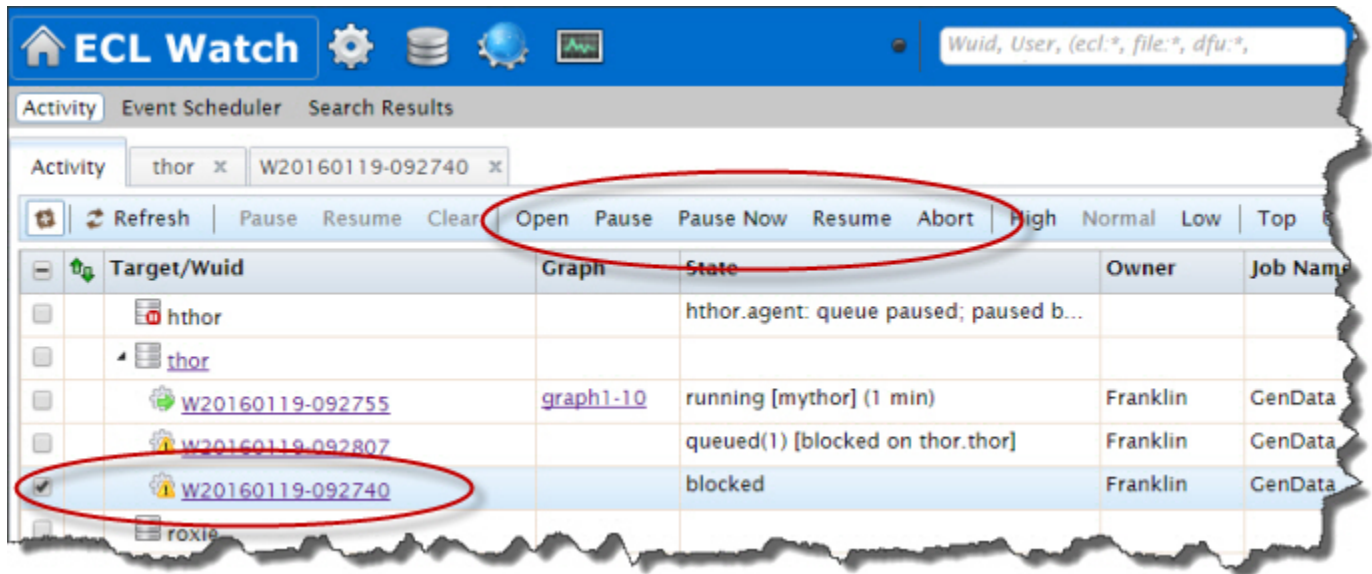 ECL Watch Wuid, User, (ecl:*, file:*, dfu:*,
Activity Event Scheduler Search Results
Activity thor x W20160119-092740 x
Refresh Pause Resume Clear Open Pause Pause Now Resume Abort High Normal Low Top
Target/Wuid Graph State Owner Job Name
hthor hthor.agent: queue paused; paused b...
thor
W20160119-092755 graph1-10 running [mythor] (1 min) Franklin GenData
W20160119-092807 queued(1) [blocked on thor.thor] Franklin GenData
W20160119-092740 blocked Franklin GenData
roxie